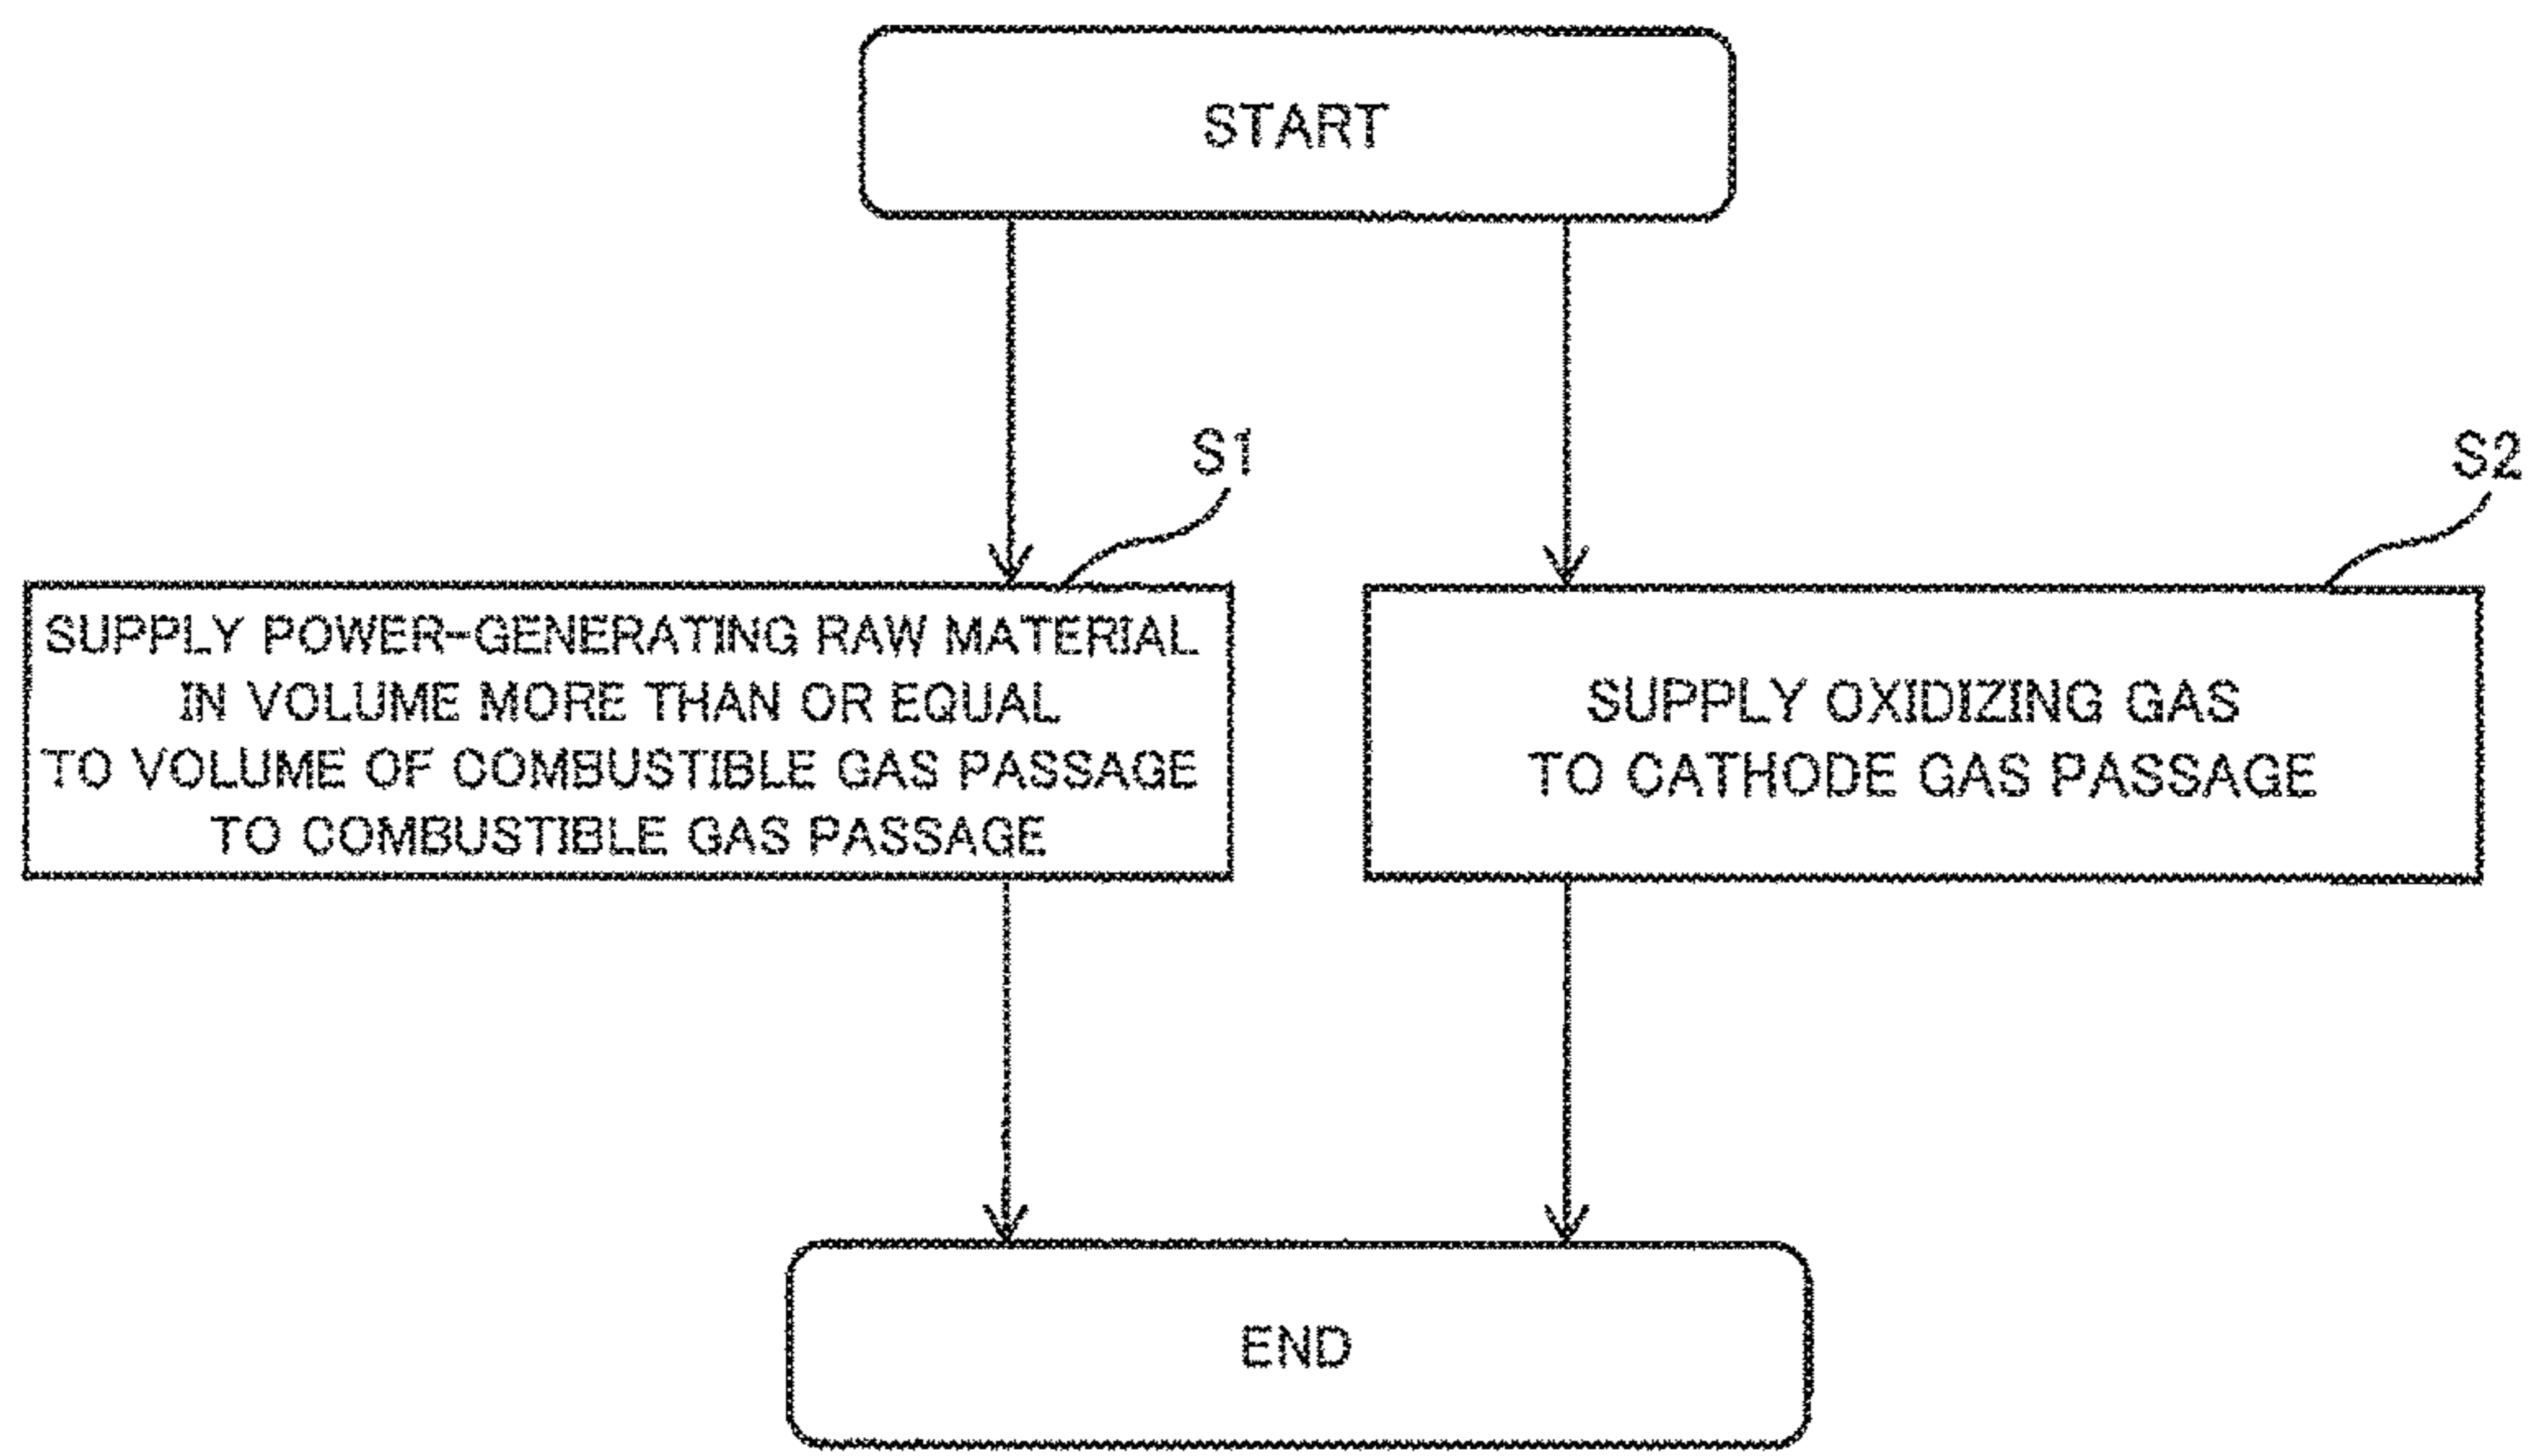 START
S1
S2
SUPPLY POWER-GENERATING RAW MATERIAL
IN VOLUME MORE THAN OR EQUAL
TO VOLUME OF COMBUSTIBLE GAS PASSAGE
TO COMBUSTIBLE GAS PASSAGE
SUPPLY OXIDIZING GAS
TO CATHODE GAS PASSAGE
END